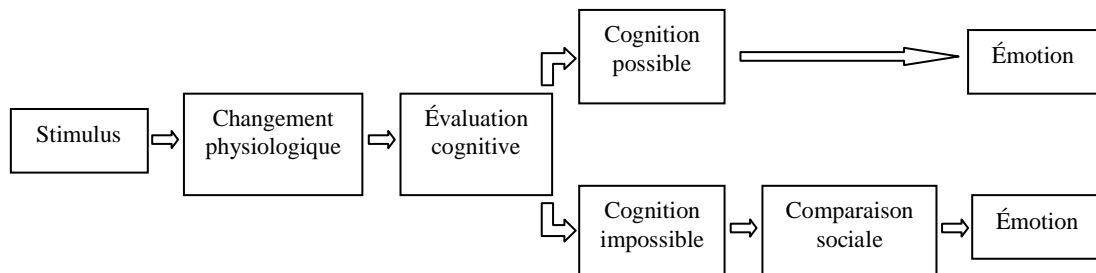 Stimulus
Changement
physiologique
Évaluation
cognitive
Cognition
possible
Émotion
Cognition
impossible
Comparaison
sociale
Émotion